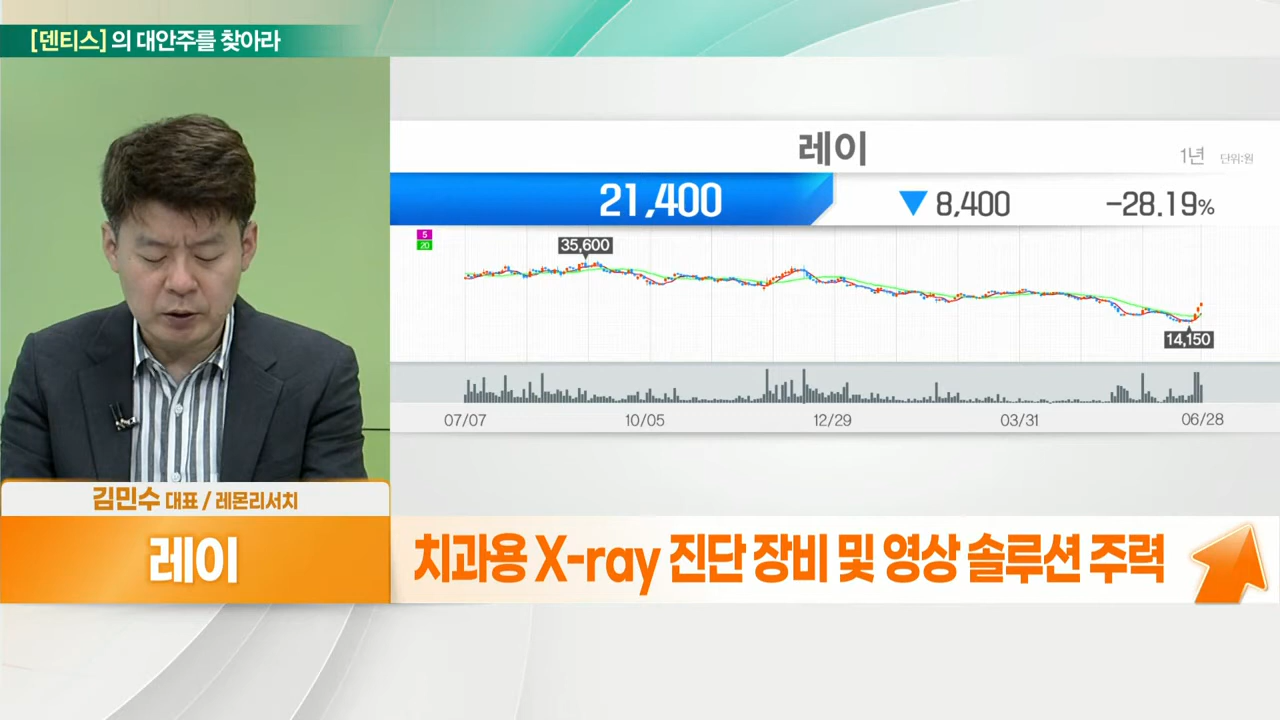 [덴티스] 의 대안주를 찾아라
레이
1년 단위:원
21,400 ▼ 8,400 -28.19%
5
20
35,600
14,150
07/07 10/05 12/29 03/31 06/28
김민수 대표 / 레몬리서치
레이
치과용 X-ray 진단 장비 및 영상 솔루션 주력